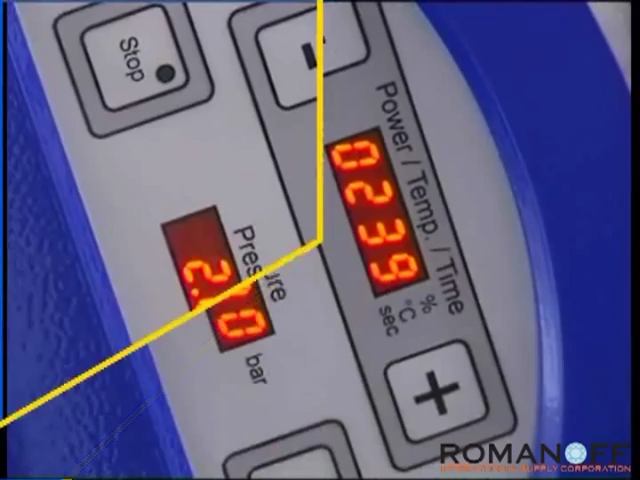 Stop
-
Power / Temp. / Time
0239
%
°C
sec
Pressure
2.0
bar
+
ROMANOFF
INTERNATIONAL SUPPLY CORPORATION